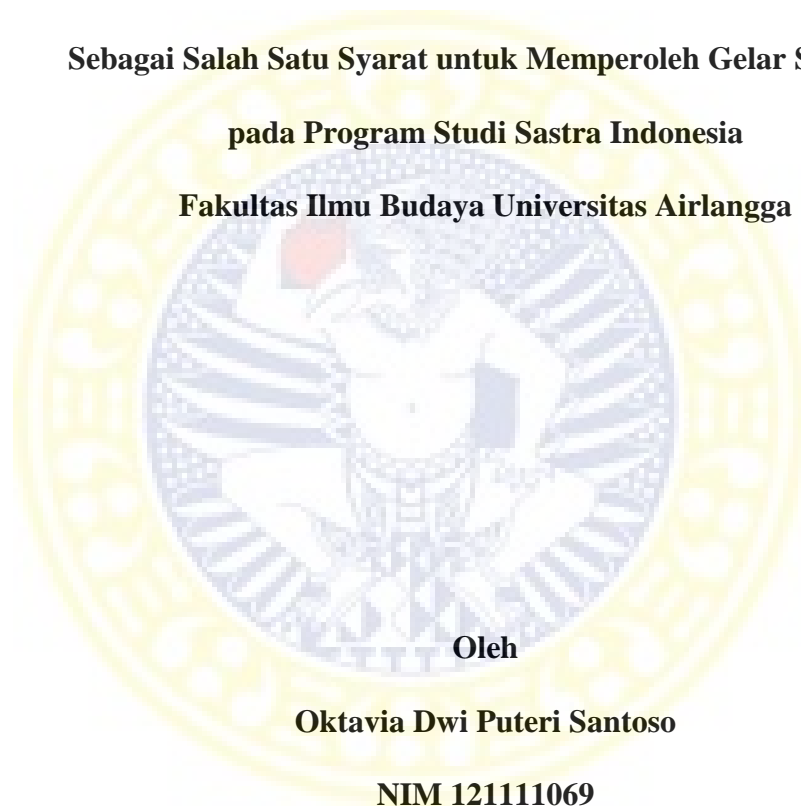 Sebagai Salah Satu Syarat untuk Memperoleh Gelar
pada Program Studi Sastra Indonesia
Fakultas Ilmu Budaya Universitas Airlangga
Oleh
Oktavia Dwi Puteri Santoso
NIM 121111069